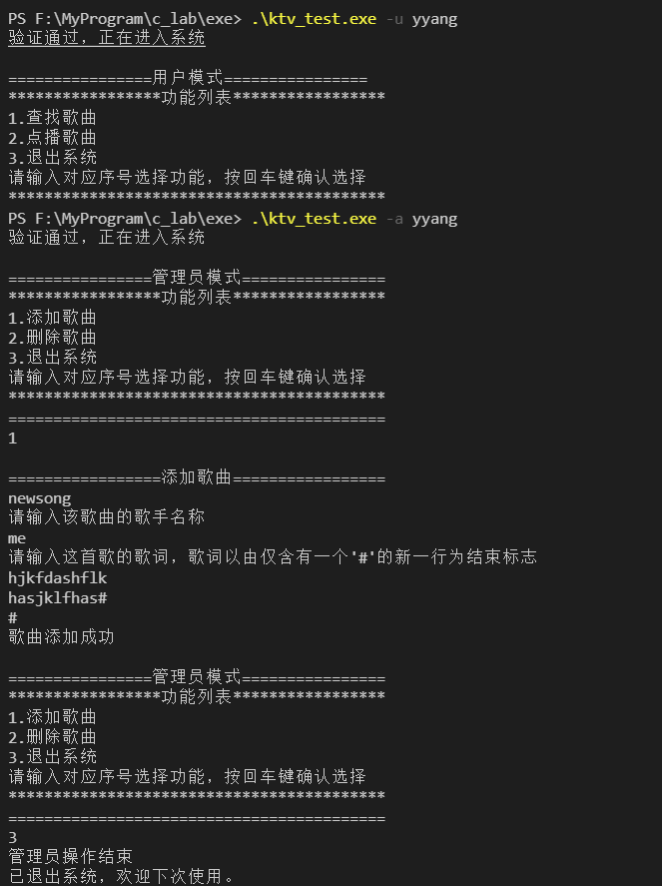 PS F:\MyProgram\c_lab\exe> .\ktv_test.exe -u yyang
验证通过，正在进入系统
================用户模式================
*****************功能列表*****************
1.查找歌曲
2.点播歌曲
3.退出系统
请输入对应序号选择功能，按回车键确认选择
******************************************
PS F:\MyProgram\c_lab\exe> .\ktv_test.exe -a yyang
验证通过，正在进入系统
================管理员模式================
*****************功能列表*****************
1.添加歌曲
2.删除歌曲
3.退出系统
请输入对应序号选择功能，按回车键确认选择
******************************************
==========================================
1
=================添加歌曲=================
newsong
请输入该歌曲的歌手名称
me
请输入这首歌的歌词，歌词以由仅含有一个'#'的新一行为结束标志
hjkfdashflk
hasjklfhas#
#
歌曲添加成功
================管理员模式================
*****************功能列表*****************
1.添加歌曲
2.删除歌曲
3.退出系统
请输入对应序号选择功能，按回车键确认选择
******************************************
==========================================
3
管理员操作结束
已退出系统，欢迎下次使用。